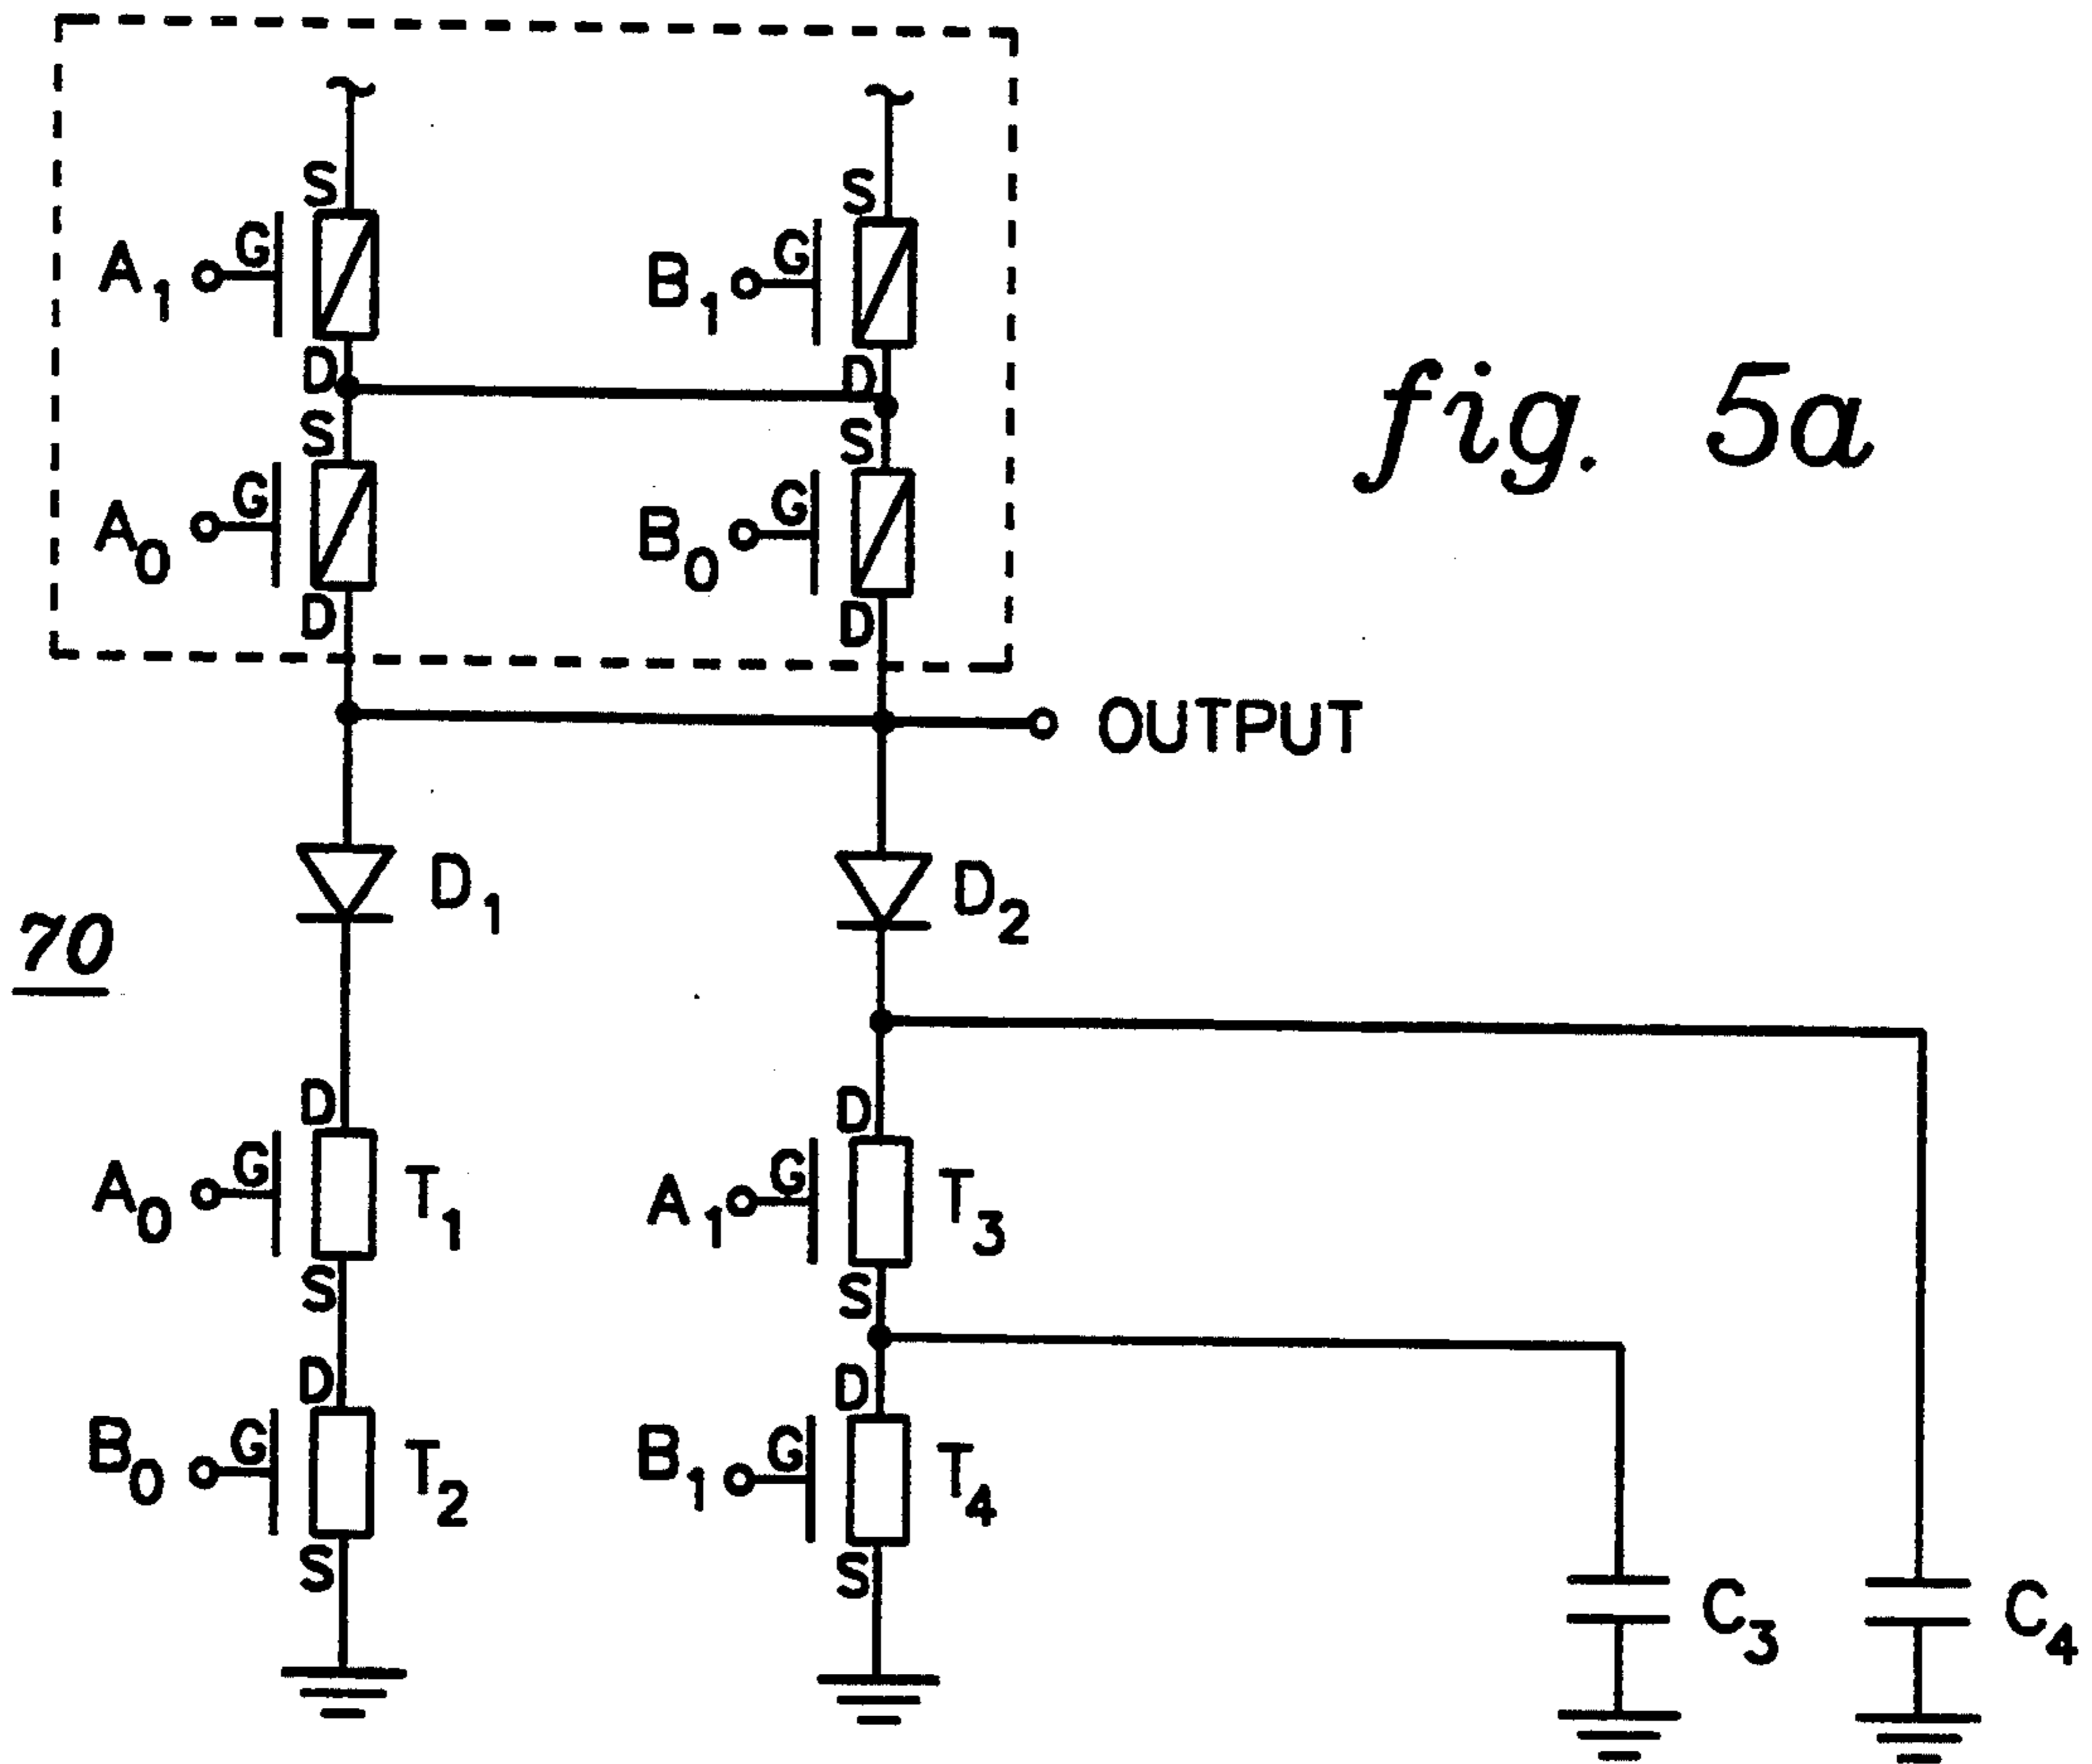 S S
A1 G B1 G
D D
S S
A0 G B0 G
D D
fig. 5a
OUTPUT
D1 D2
70
D D
A0 G T1 A1 G T3
S S
D D
B0 G T2 B1 G T4
S S
C3 C4